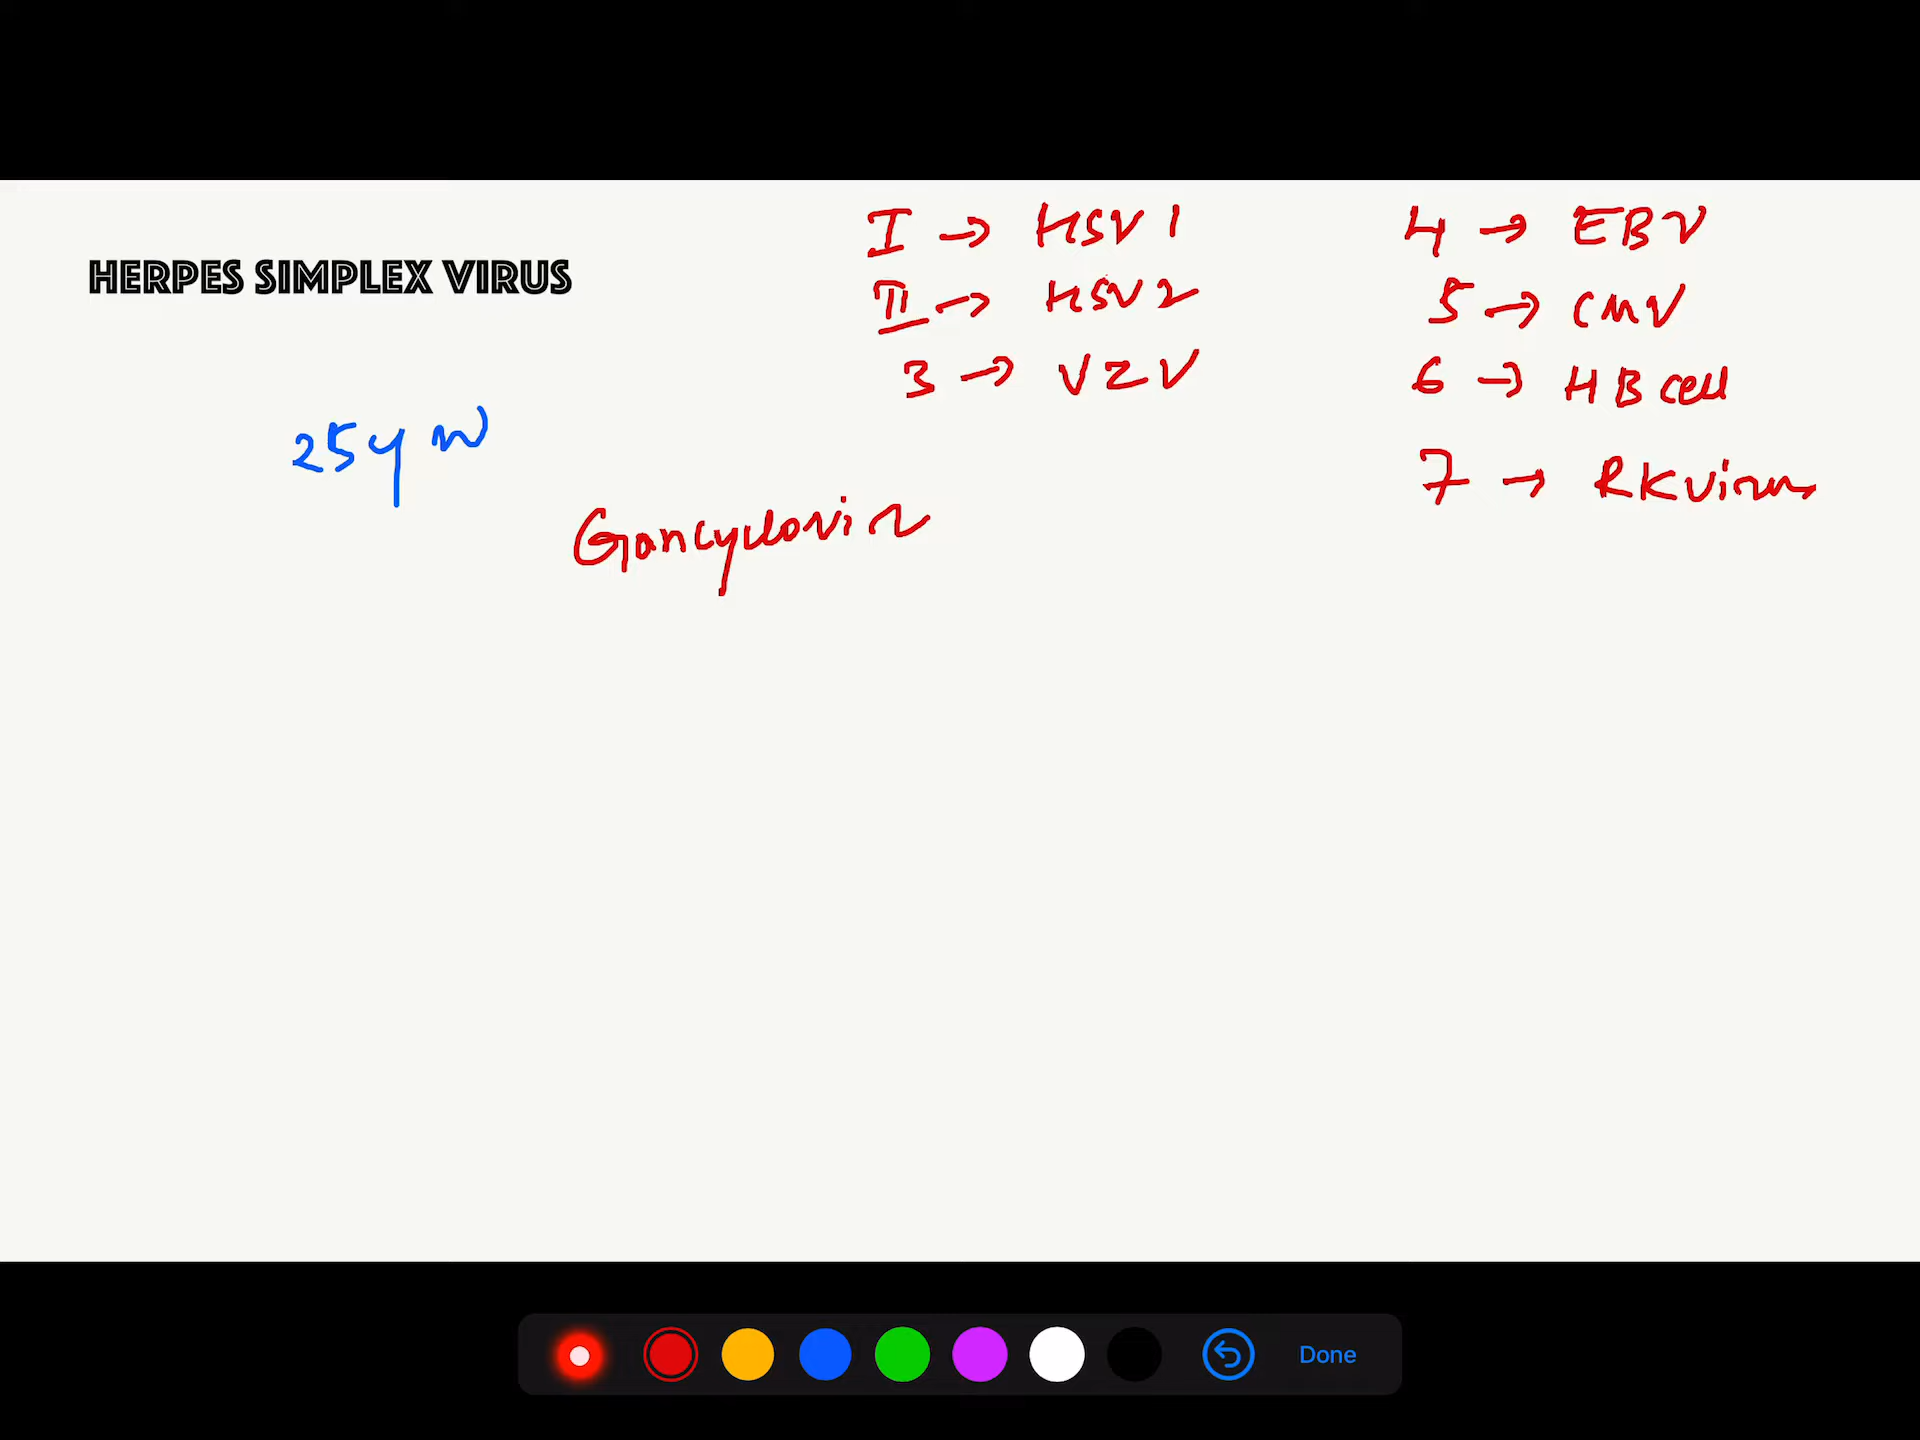 HERPES SIMPLEX VIRUS
I → HSV 1
II → HSV 2
3 → VZV
4 → EBV
5 → CMV
6 → HB cell
7 → RK Virus
25 y
Gancyclovir
Done